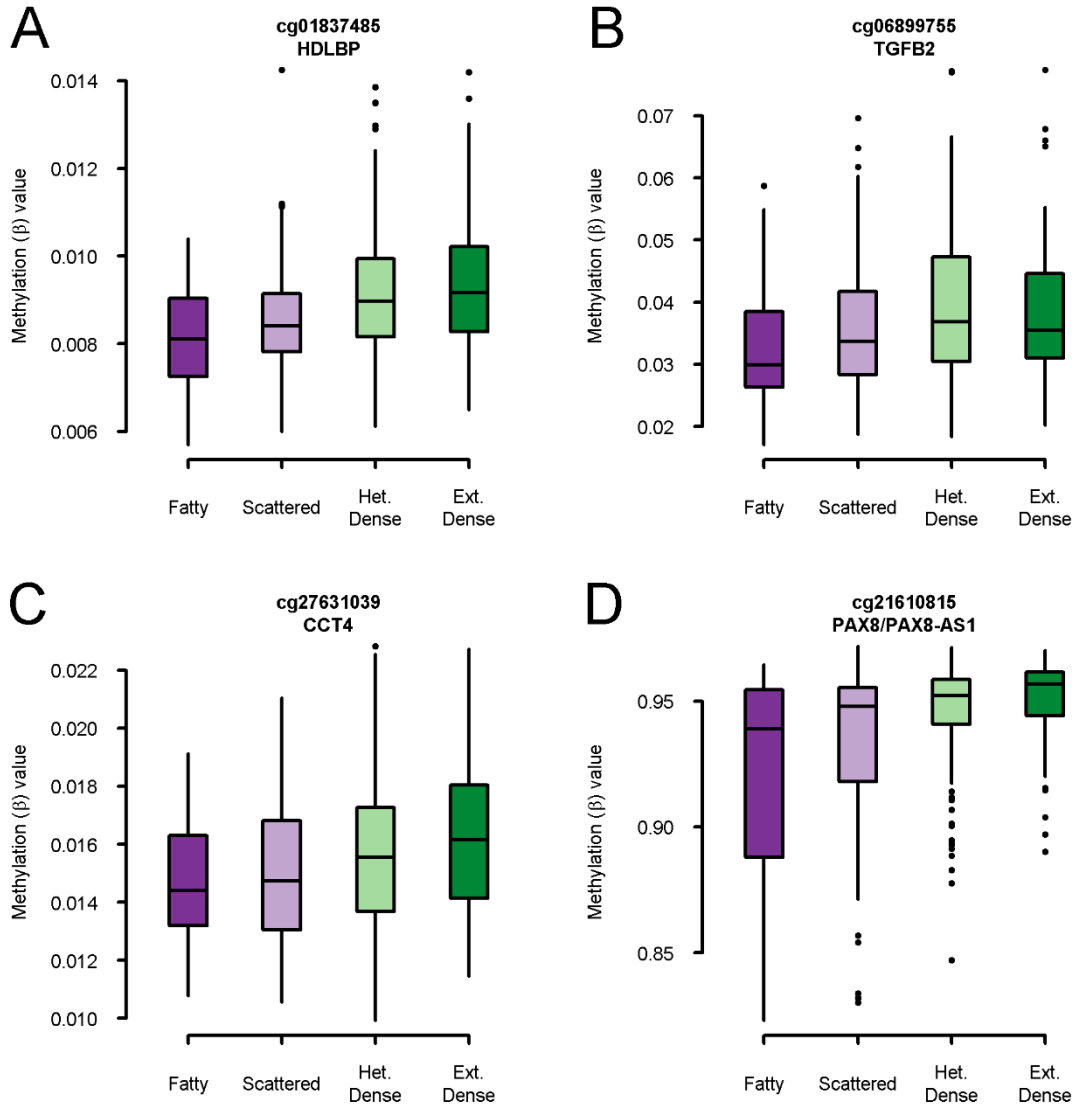 A
cg01837485
HDLBP
Methylation (β) value
0.014
0.012
0.010
0.008
0.006
Fatty
Scattered
Het.
Dense
Ext.
Dense
B
cg06899755
TGFB2
Methylation (β) value
0.07
0.06
0.05
0.04
0.03
0.02
Fatty
Scattered
Het.
Dense
Ext.
Dense
C
cg27631039
CCT4
Methylation (β) value
0.022
0.020
0.018
0.016
0.014
0.012
0.010
Fatty
Scattered
Het.
Dense
Ext.
Dense
D
cg21610815
PAX8/PAX8-AS1
Methylation (β) value
0.95
0.90
0.85
Fatty
Scattered
Het.
Dense
Ext.
Dense